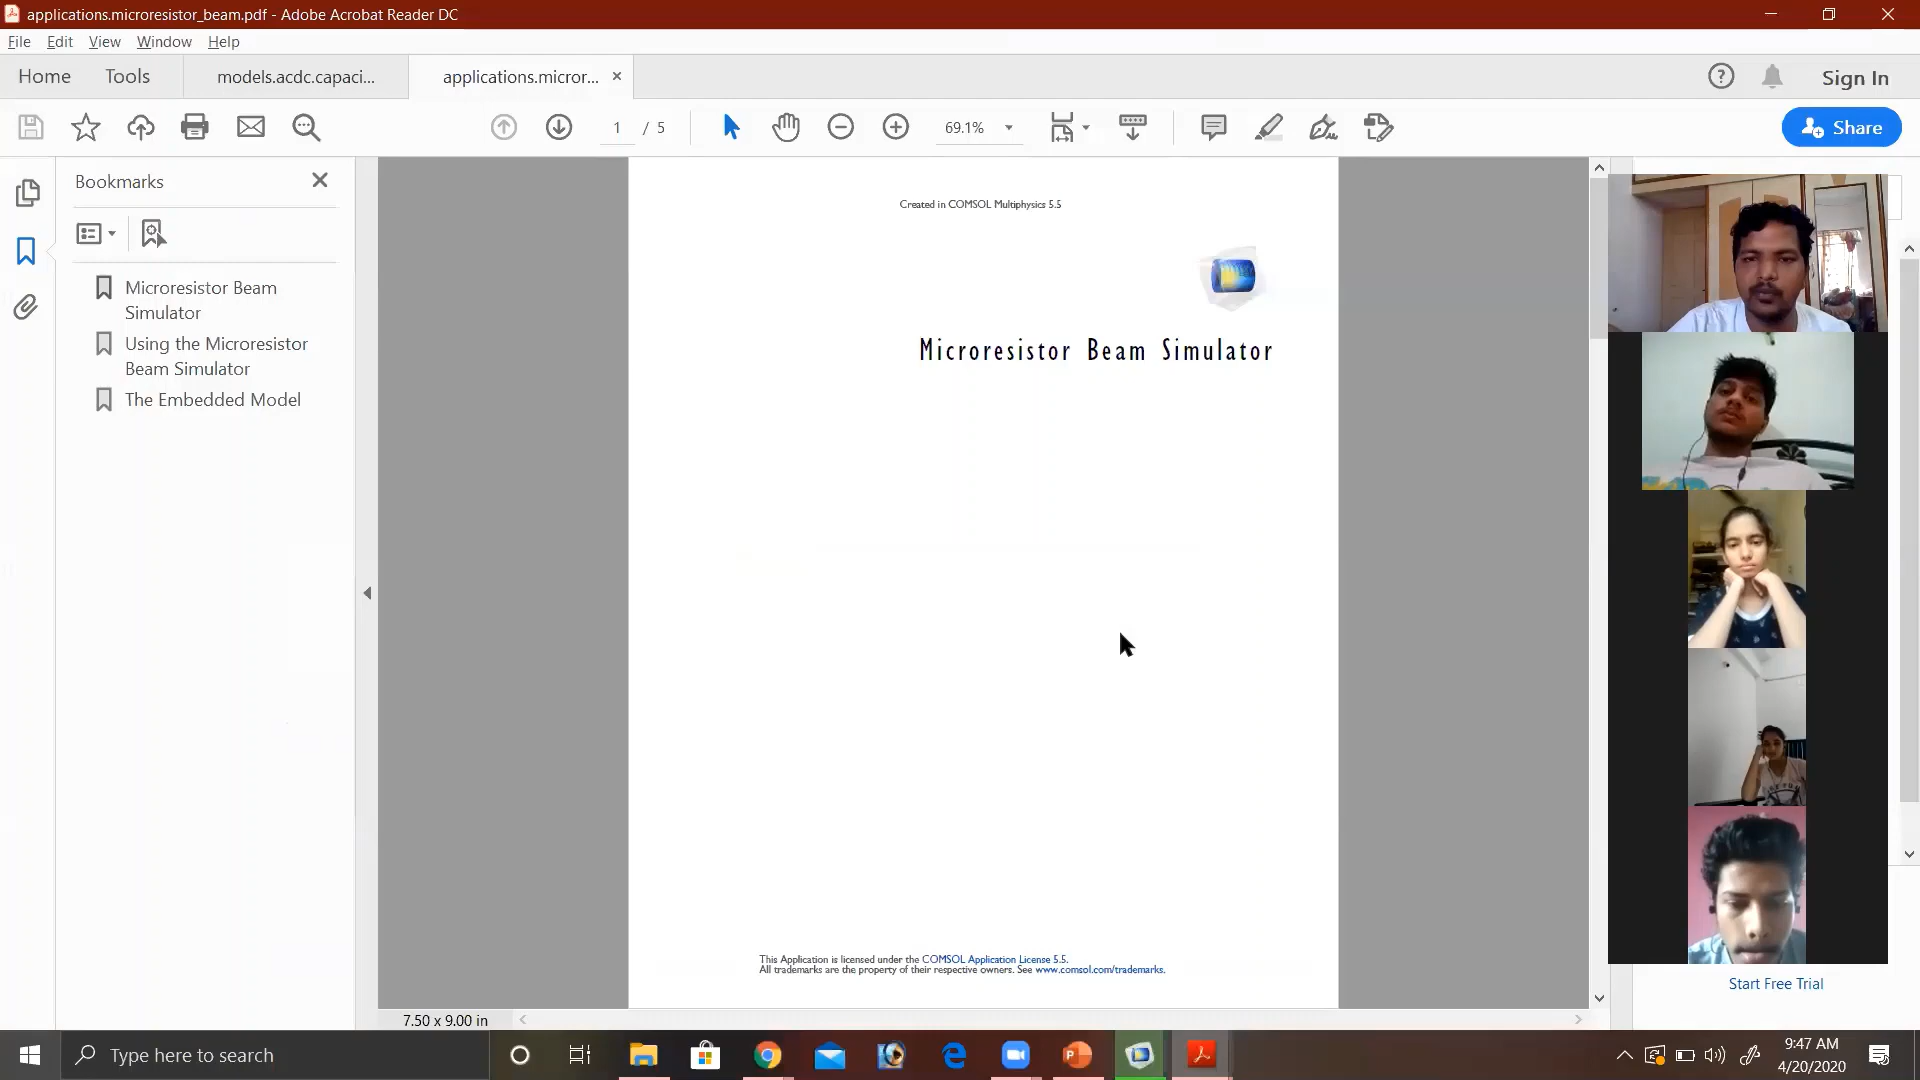 applications.microresistor_beam.pdf - Adobe Acrobat Reader DC
File Edit View Window Help
Home Tools models.acdc.capaci... applications.micror... ×
Sign In
1 / 5 69.1%
Share
Bookmarks
Microresistor Beam
Simulator
Using the Microresistor
Beam Simulator
The Embedded Model
Created in COMSOL Multiphysics 5.5
Microresistor Beam Simulator
This Application is licensed under the COMSOL Application License 5.5.
All trademarks are the property of their respective owners. See www.comsol.com/trademarks.
Start Free Trial
7.50 x 9.00 in
Type here to search
9:47 AM
4/20/2020